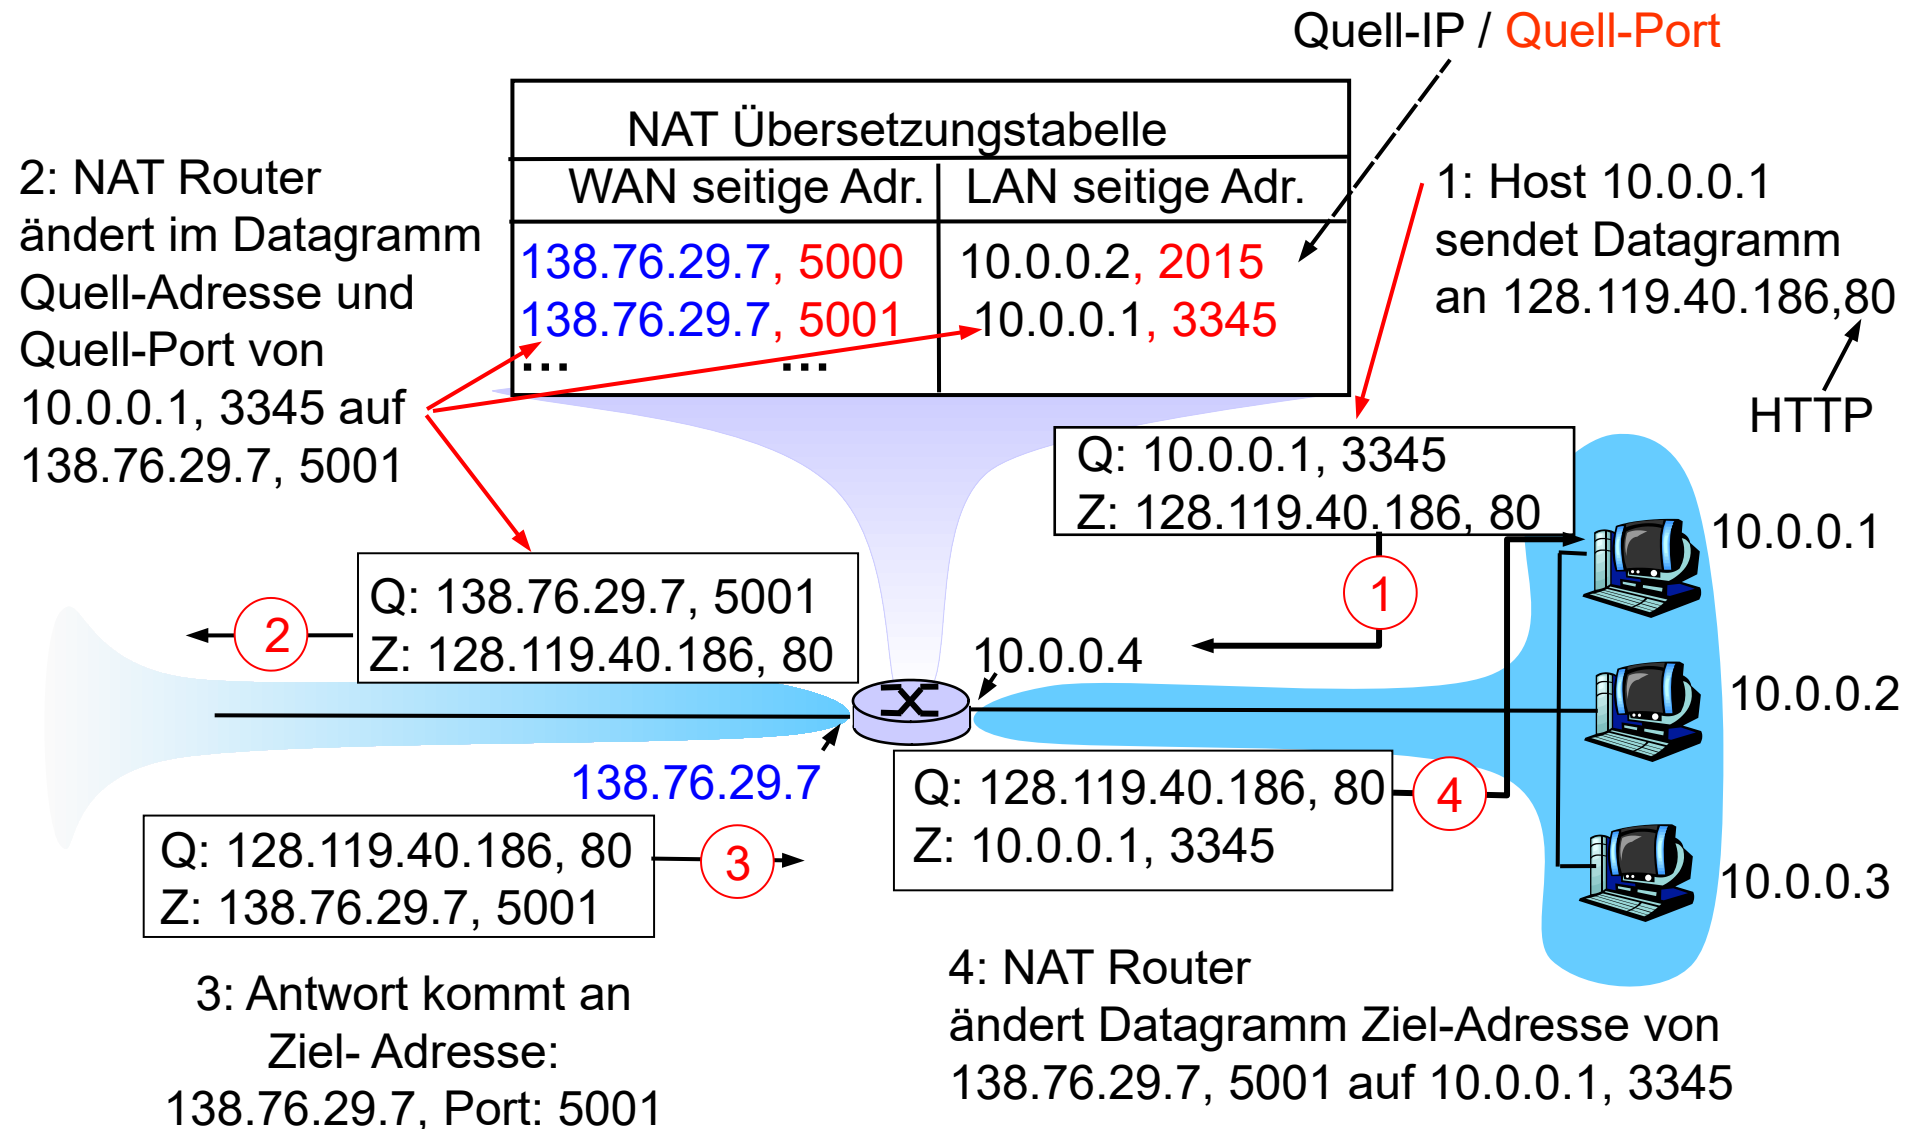 Quell-IP / Quell-Port
NAT Übersetzungstabelle
WAN seitige Adr. LAN seitige Adr.
138.76.29.7, 5000 10.0.0.2, 2015
138.76.29.7, 5001 10.0.0.1, 3345
... ...
2: NAT Router
ändert im Datagramm
Quell-Adresse und
Quell-Port von
10.0.0.1, 3345 auf
138.76.29.7, 5001
1: Host 10.0.0.1
sendet Datagramm
an 128.119.40.186,80
HTTP
Q: 10.0.0.1, 3345
Z: 128.119.40.186, 80
1
10.0.0.1
Q: 138.76.29.7, 5001
Z: 128.119.40.186, 80
2
10.0.0.4
10.0.0.2
138.76.29.7
Q: 128.119.40.186, 80
Z: 10.0.0.1, 3345
4
Q: 128.119.40.186, 80
Z: 138.76.29.7, 5001
3
10.0.0.3
3: Antwort kommt an
Ziel- Adresse:
138.76.29.7, Port: 5001
4: NAT Router
ändert Datagramm Ziel-Adresse von
138.76.29.7, 5001 auf 10.0.0.1, 3345